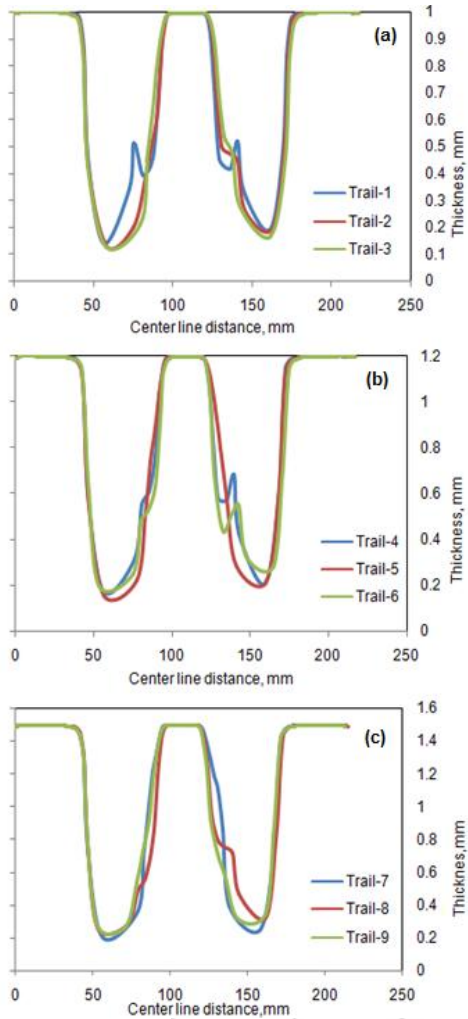 (a)
1
0.9
0.8
0.7
0.6
0.5
0.4
0.3
0.2
0.1
0
Thickness, mm
Trail-1
Trail-2
Trail-3
0 50 100 150 200 250
Center line distance, mm
(b)
1.2
1
0.8
0.6
0.4
0.2
0
Thickness, mm
Trail-4
Trail-5
Trail-6
0 50 100 150 200 250
Center line distance, mm
(c)
1.6
1.4
1.2
1
0.8
0.6
0.4
0.2
0
Thicknes,mm
Trail-7
Trail-8
Trail-9
0 50 100 150 200 250
Center line distance,mm